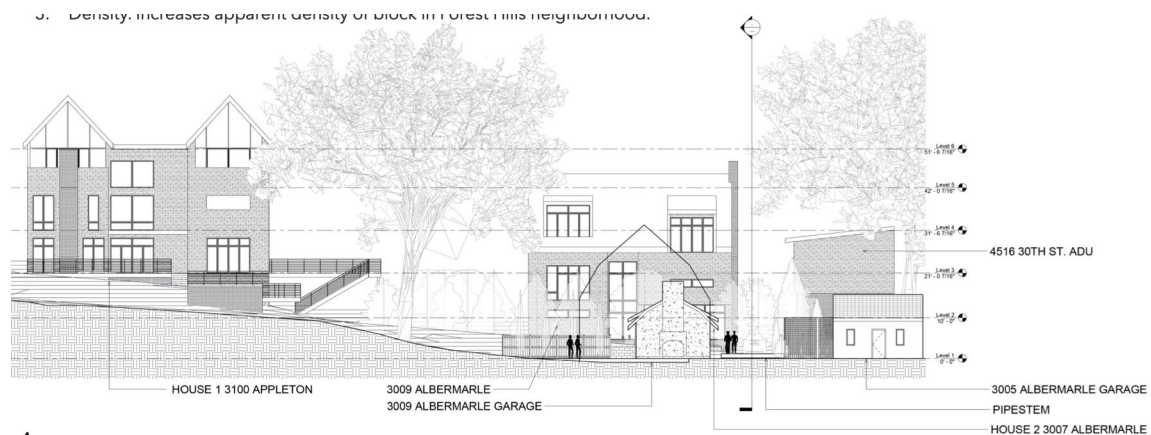 3. Density: Increases apparent density of block in Forest Hills neighborhood.
Level 6
51' - 6 7/16"
Level 5
42' - 0 7/16"
Level 4
31' - 6 7/16"
4516 30TH ST. ADU
Level 3
21' - 0 7/16"
Level 2
10' - 0"
Level 1
0' - 0"
HOUSE 1 3100 APPLETON
3009 ALBERMARLE
3005 ALBERMARLE GARAGE
3009 ALBERMARLE GARAGE
PIPESTEM
HOUSE 2 3007 ALBERMARLE